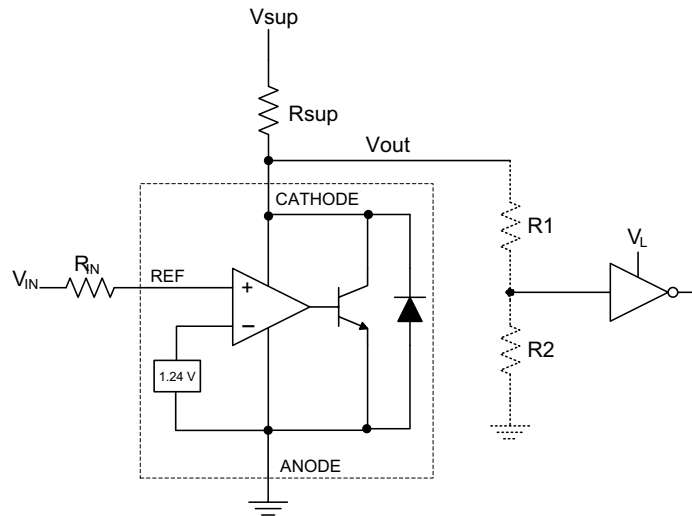 Vsup
Rsup
Vout
CATHODE
R1
RIN
VIN
REF
VL
+
–
R2
1.24 V
ANODE